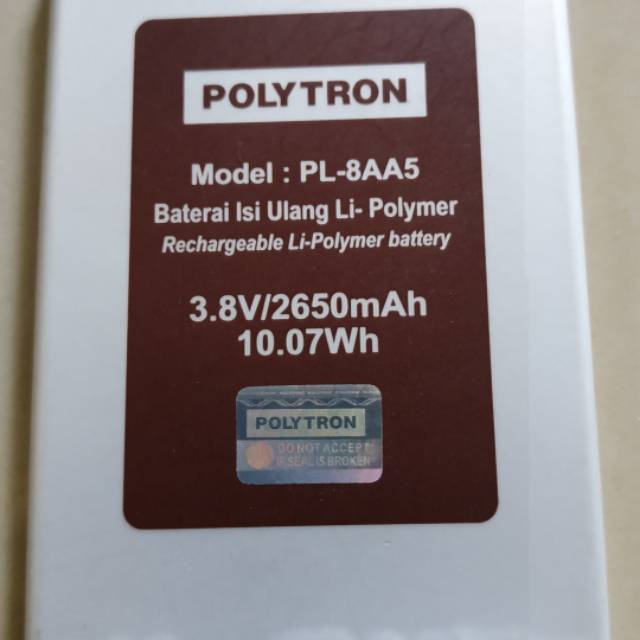 POLYTRON
Model : PL-8AA5
Baterai Isi Ulang Li- Polymer
Rechargeable Li-Polymer battery
3.8V/2650mAh
10.07Wh
POLYTRON
DO NOT ACCEPT
IF SEAL IS BROKEN